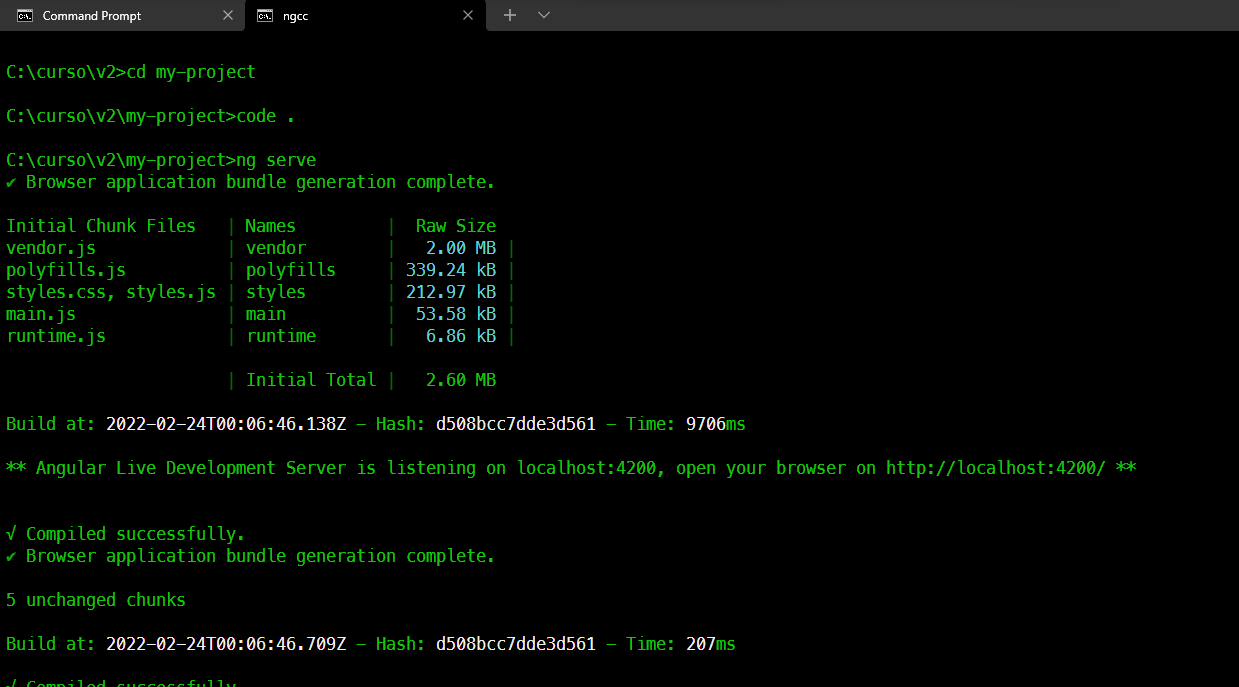 Command Prompt
ngcc
C:\curso\v2>cd my-project
C:\curso\v2\my-project>code .
C:\curso\v2\my-project>ng serve
✔ Browser application bundle generation complete.
Initial Chunk Files | Names | Raw Size
vendor.js | vendor | 2.00 MB |
polyfills.js | polyfills | 339.24 kB |
styles.css, styles.js | styles | 212.97 kB |
main.js | main | 53.58 kB |
runtime.js | runtime | 6.86 kB |
| Initial Total | 2.60 MB
Build at: 2022-02-24T00:06:46.138Z - Hash: d508bcc7dde3d561 - Time: 9706ms
** Angular Live Development Server is listening on localhost:4200, open your browser on http://localhost:4200/ **
√ Compiled successfully.
✔ Browser application bundle generation complete.
5 unchanged chunks
Build at: 2022-02-24T00:06:46.709Z - Hash: d508bcc7dde3d561 - Time: 207ms
√ Compiled successfully.